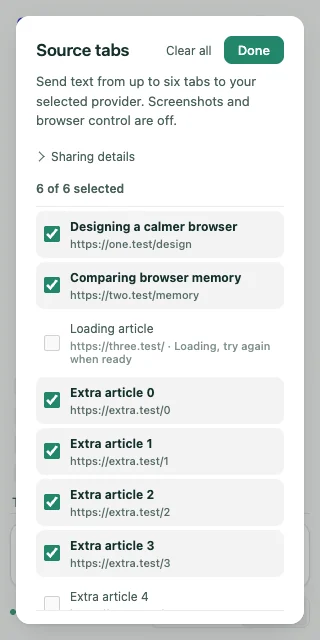 Source tabs
Clear all
Done
Send text from up to six tabs to your
selected provider. Screenshots and
browser control are off.
Sharing details
6 of 6 selected
Designing a calmer browser
https://one.test/design
Comparing browser memory
https://two.test/memory
Loading article
https://three.test/ · Loading, try again
when ready
Extra article 0
https://extra.test/0
Extra article 1
https://extra.test/1
Extra article 2
https://extra.test/2
Extra article 3
https://extra.test/3
Extra article 4